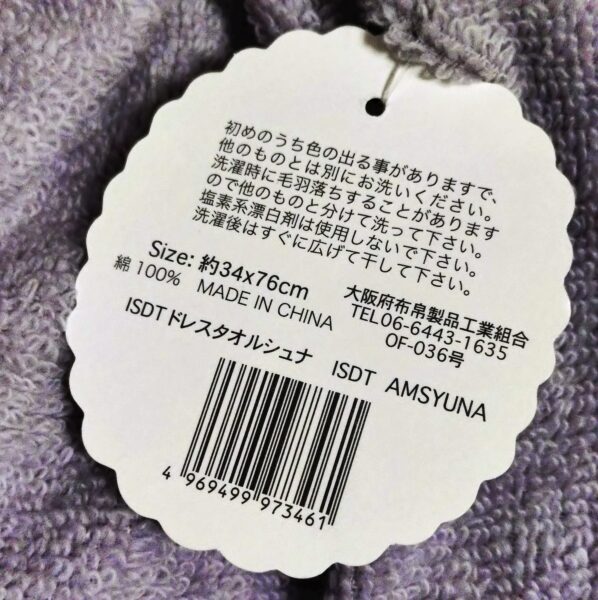 初めのうち色の出る事がありますで、
他のものとは別にお洗いください。
洗濯時に毛羽落ちすることがあります
ので他のものと分けて洗って下さい。
塩素系漂白剤は使用しないで下さい。
洗濯後はすぐに広げて干して下さい。
Size: 約34x76cm
綿 100% MADE IN CHINA
大阪府布帛製品工業組合
TEL06-6443-1635
OF-036号
ISDTドレスタオルシュナ ISDT AMSYUNA
4 969499 973461